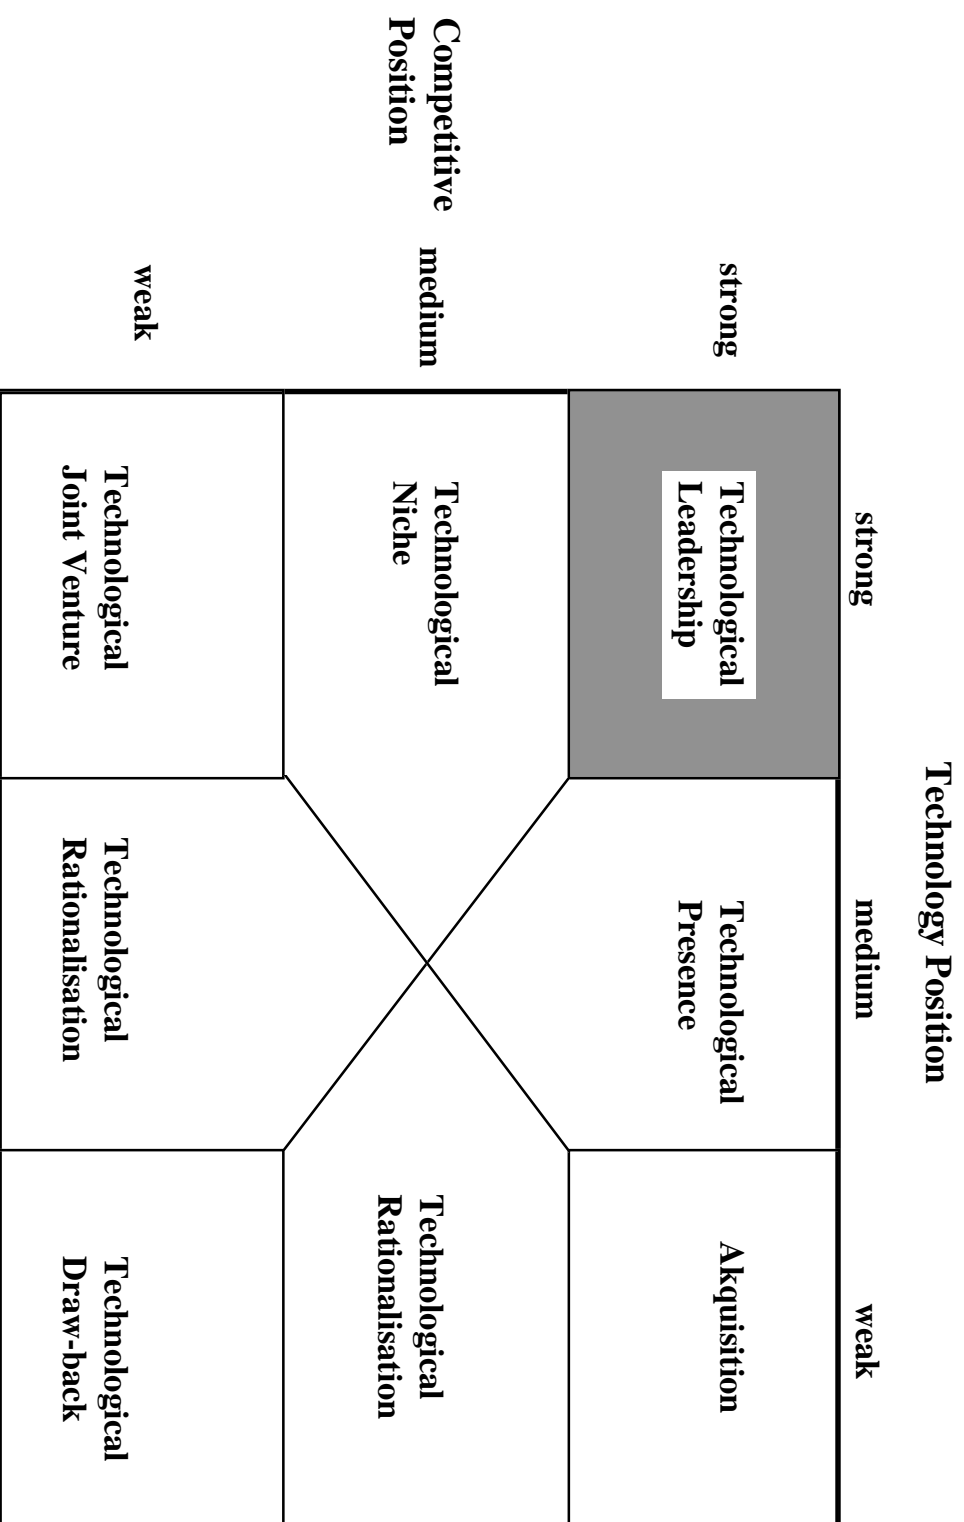 Technology Position
strong
medium
weak
Competitive
Position
strong
Technological
Leadership
Technological
Presence
Akquisition
medium
Technological
Niche
Technological
Rationalisation
weak
Technological
Joint Venture
Technological
Rationalisation
Technological
Draw-back